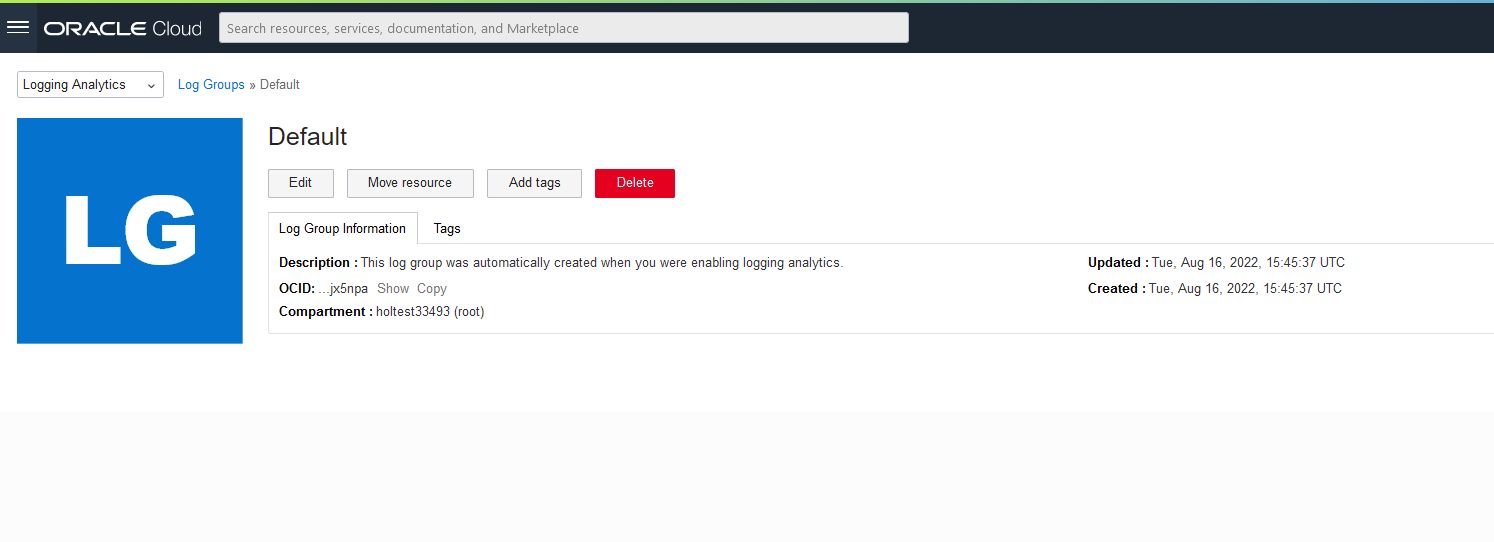 ORACLE Cloud Search resources, services, documentation, and Marketplace
Logging Analytics Log Groups » Default
LG
Default
Edit Move resource Add tags Delete
Log Group Information Tags
Description : This log group was automatically created when you were enabling logging analytics. Updated : Tue, Aug 16, 2022, 15:45:37 UTC
OCID: ...jx5npa Show Copy Created : Tue, Aug 16, 2022, 15:45:37 UTC
Compartment : holtest33493 (root)